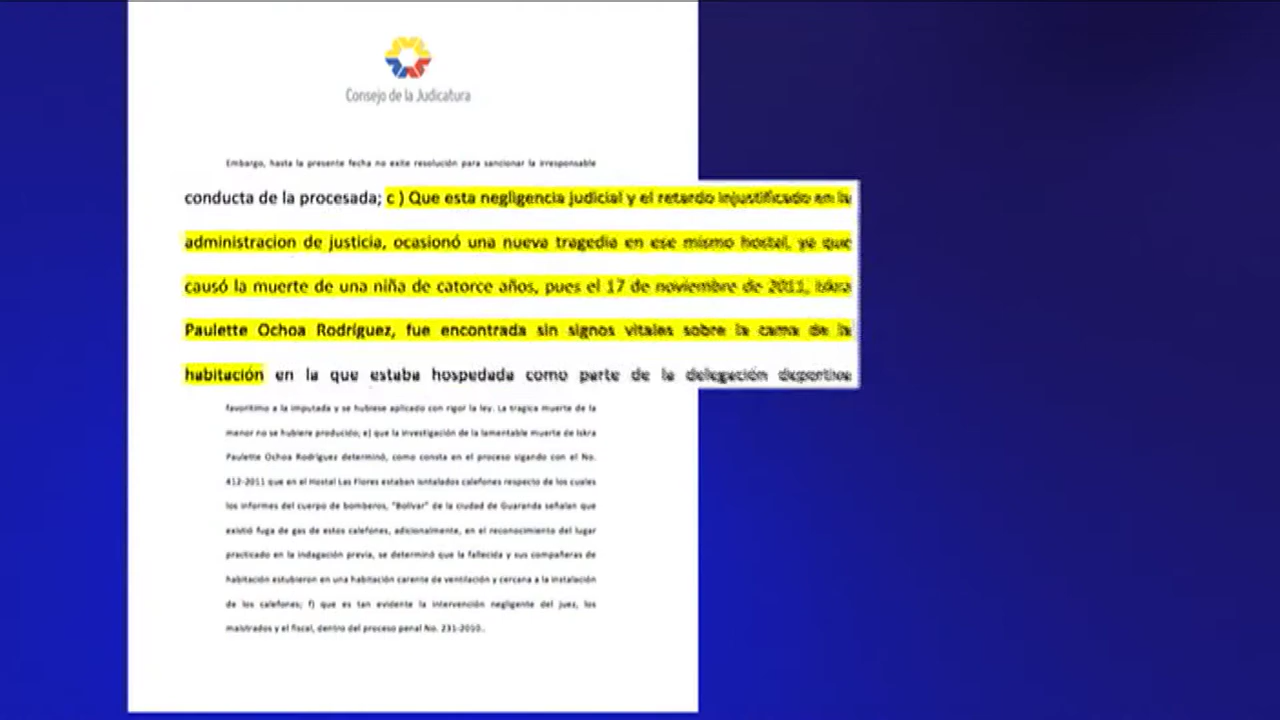 Consejo de la Judicatura
Embargo, hasta la presente fecha no exite resolución para sancionar la irresponsable
conducta de la procesada; c ) Que esta negligencia judicial y el retardo injustificado en la
administracion de justicia, ocasionó una nueva tragedia en ese mismo hostal, ya que
causó la muerte de una niña de catorce años, pues el 17 de noviembre de 2011, Iskra
Paulette Ochoa Rodríguez, fue encontrada sin signos vitales sobre la cama de la
habitación en la que estaba hospedada como parte de la delegación deportiva
favoritimo a la imputada y se hubiese aplicado con rigor la ley. La tragica muerte de la
menor no se hubiere producido; e) que la investigación de la lamentable muerte de Iskra
Paulette Ochoa Rodríguez determinó, como consta en el proceso sigando con el No.
412-2011 que en el Hostal Las Flores estaban isntalados calefones respecto de los cuales
los informes del cuerpo de bomberos, "Bolívar" de la ciudad de Guaranda señalan que
existió fuga de gas de estos calefones, adicionalmente, en el reconocimiento del lugar
practicado en la indagación previa, se determinó que la fallecida y sus compañeras de
habitación estubieron en una habitación carente de ventilación y cercana a la instalación
de los calefones; f) que es tan evidente la intervención negligente del juez, los
maistrados y el fiscal, dentro del proceso penal No. 231-2010..